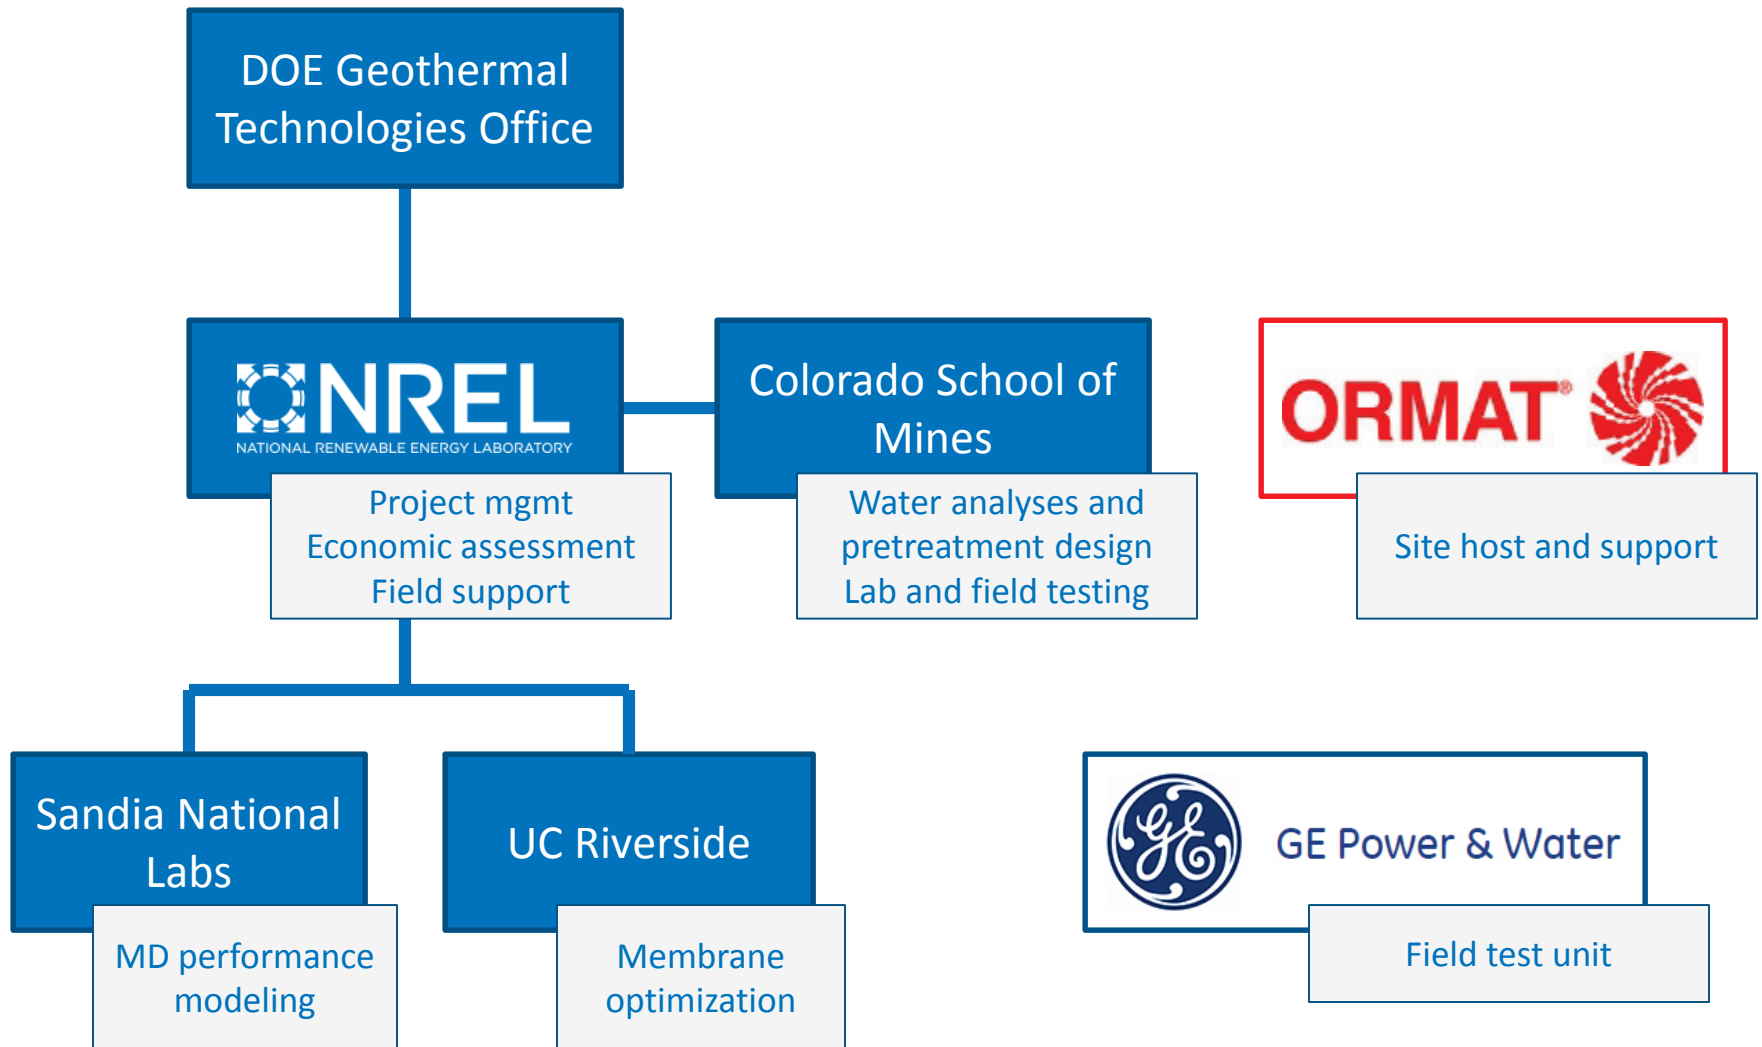 DOE Geothermal
Technologies Office
NREL
NATIONAL RENEWABLE ENERGY LABORATORY
Project mgmt
Economic assessment
Field support
Colorado School of
Mines
Water analyses and
pretreatment design
Lab and field testing
ORMAT®
Site host and support
Sandia National
Labs
MD performance
modeling
UC Riverside
Membrane
optimization
GE
GE Power & Water
Field test unit